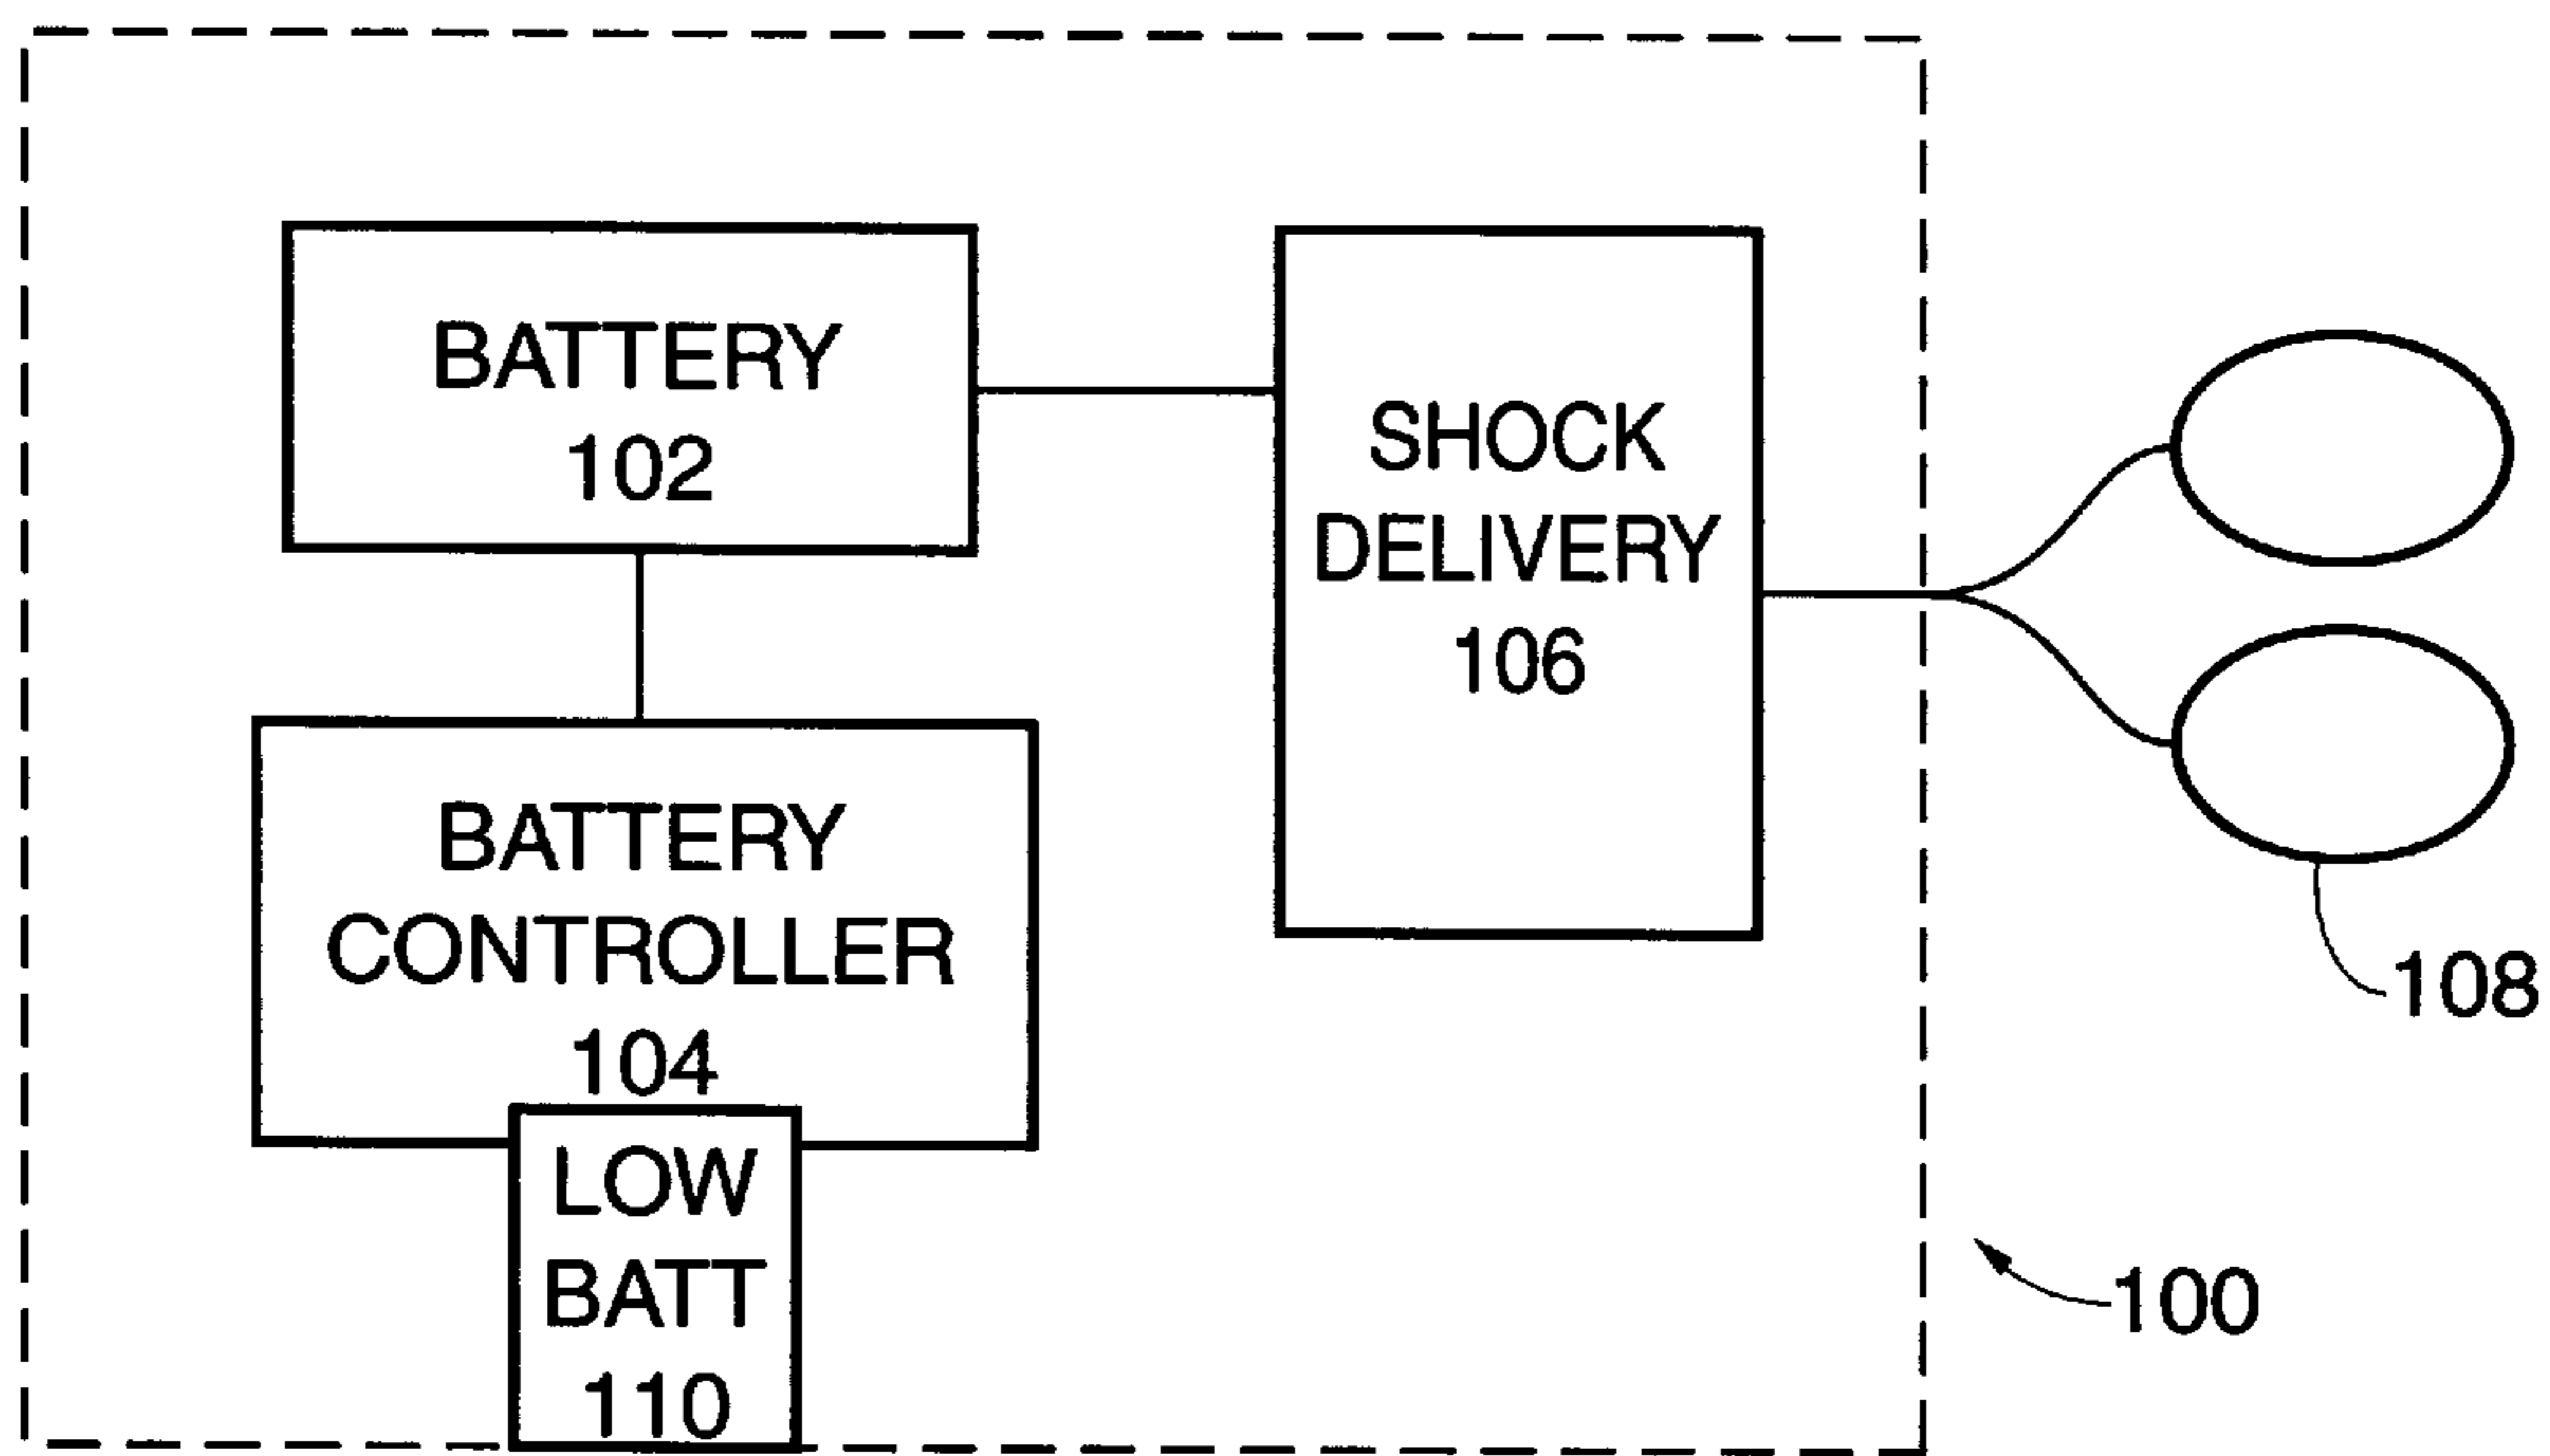 BATTERY
102
SHOCK
DELIVERY
106
BATTERY
CONTROLLER
104
LOW
BATT
110
108
100